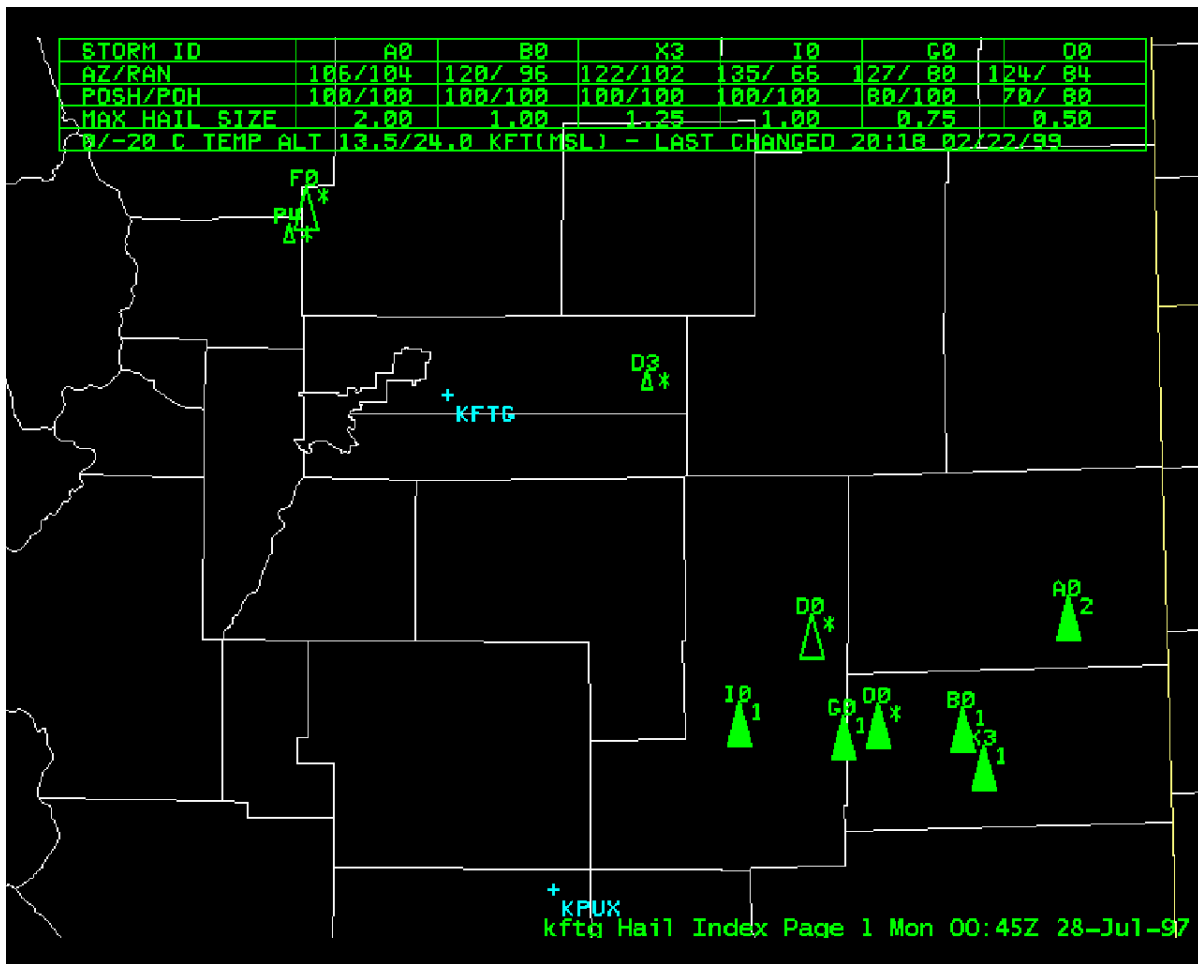 STORM ID A0 B0 X3 I0 G0 O0
AZ/RAN 106/104 120/ 96 122/102 135/ 66 127/ 80 124/ 84
POSH/POH 100/100 100/100 100/100 100/100 80/100 70/ 80
MAX HAIL SIZE 2.00 1.00 1.25 1.00 0.75 0.50
0/-20 C TEMP ALT 13.5/24.0 KFT(MSL) - LAST CHANGED 20:18 02/22/99
F0
*
P4
*
D3
*
KFTG
A0
2
D0
*
I0
1
G0
1
O0
*
B0
1
X3
1
KPUX
kftg Hail Index Page 1 Mon 00:45Z 28-Jul-97